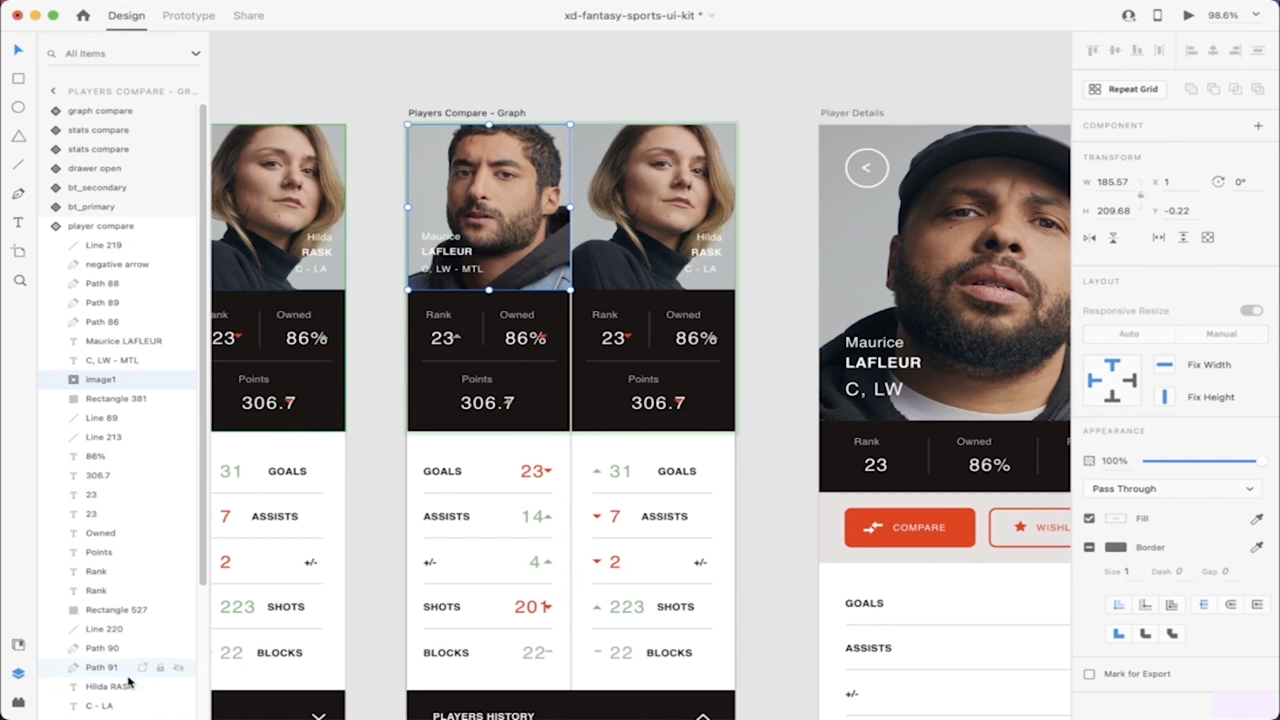 Design Prototype Share xd-fantasy-sports-ui-kit * 98.6%
All Items
PLAYERS COMPARE - GR...
graph compare
stats compare
stats compare
drawer open
bt_secondary
bt_primary
player compare
Line 219
negative arrow
Path 88
Path 89
Path 86
Maurice LAFLEUR
C, LW - MTL
image1
Rectangle 381
Line 89
Line 213
86%
306.7
23
23
Owned
Points
Rank
Rank
Rectangle 527
Line 220
Path 90
Path 91
Hilda RASK
C - LA
Hilda
RASK
C - LA
ank Owned
23 86%
Points
306.7
31 GOALS
7 ASSISTS
2 +/-
223 SHOTS
22 BLOCKS
Players Compare - Graph
Maurice
LAFLEUR
C, LW - MTL
Hilda
RASK
C - LA
Rank Owned Rank Owned
23 86% 23 86%
Points Points
306.7 306.7
GOALS 23 31 GOALS
ASSISTS 14 7 ASSISTS
+/- 4 2 +/-
SHOTS 201 223 SHOTS
BLOCKS 22- - 22 BLOCKS
PLAYERS HISTORY
Player Details
<
Maurice
LAFLEUR
C, LW
Rank Owned
23 86%
COMPARE WISHL
GOALS
ASSISTS
+/-
Repeat Grid
COMPONENT +
TRANSFORM
W 185.57 X 1 0°
H 209.68 Y -0.22
LAYOUT
Responsive Resize
Auto Manual
Fix Width
Fix Height
APPEARANCE
100%
Pass Through
Fill
Border
Size 1 Dash 0 Gap 0
Mark for Export